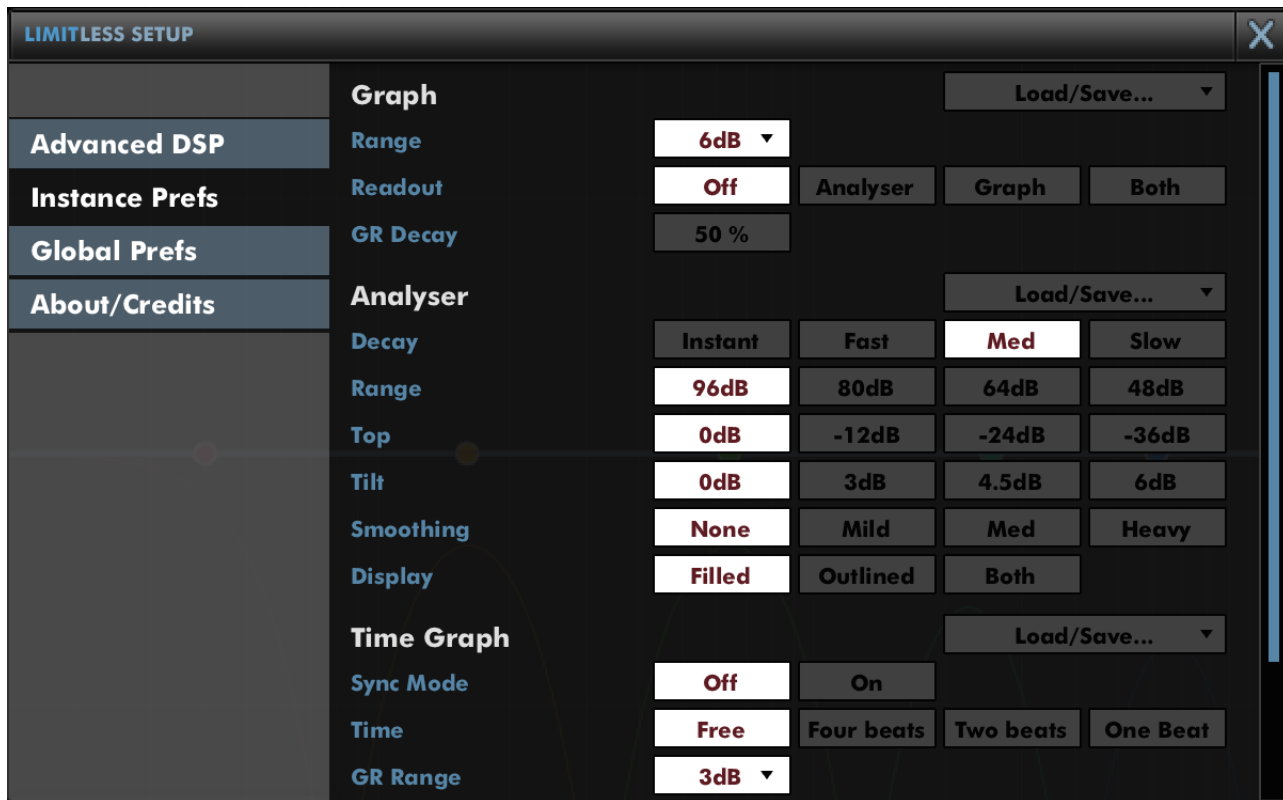 LIMITLESS SETUP X
Advanced DSP
Instance Prefs
Global Prefs
About/Credits
Graph Load/Save...
Range 6dB
Readout Off Analyser Graph Both
GR Decay 50 %
Analyser Load/Save...
Decay Instant Fast Med Slow
Range 96dB 80dB 64dB 48dB
Top 0dB -12dB -24dB -36dB
Tilt 0dB 3dB 4.5dB 6dB
Smoothing None Mild Med Heavy
Display Filled Outlined Both
Time Graph Load/Save...
Sync Mode Off On
Time Free Four beats Two beats One Beat
GR Range 3dB